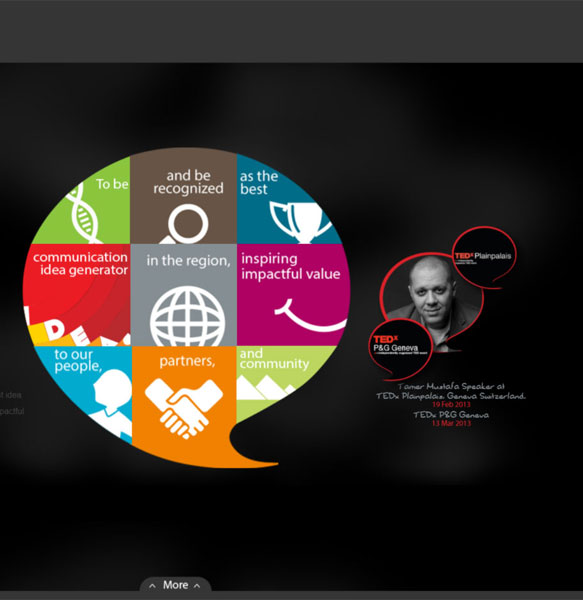 To be
and be
recognized
as the
best
communication
idea generator
in the region,
inspiring
impactful value
to our
people,
partners,
and
community
IDEA
TEDx Plainpalais
TEDx
P&G Geneva
Tamer Mustafa Speaker at
TEDx Plainpalais. Geneva Switzerland.
19 Feb 2013
TEDx P&G Geneva
13 Mar 2013
st idea
pactful
More